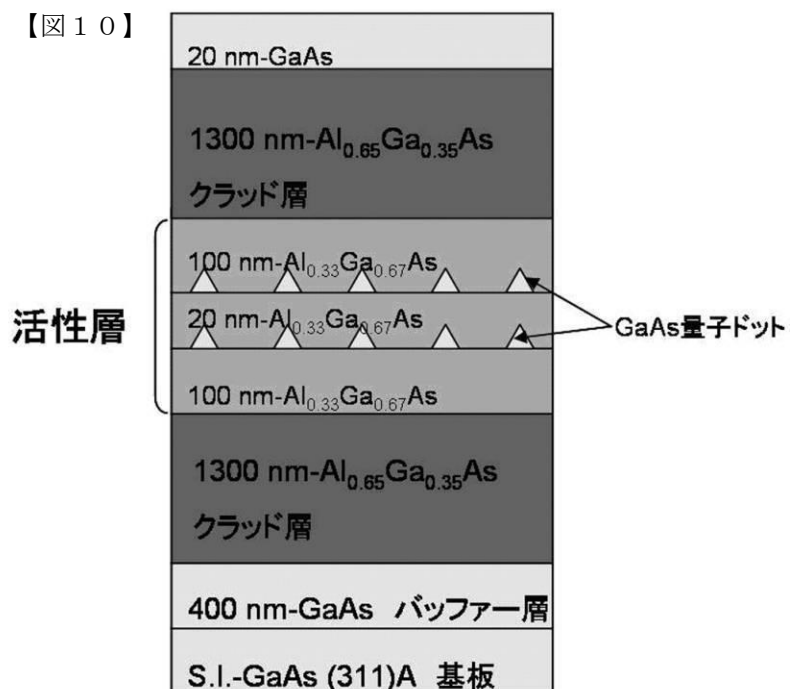 【図１０】
20 nm-GaAs
1300 nm-Al0.65Ga0.35As
クラッド層
100 nm-Al0.33Ga0.67As
20 nm-Al0.33Ga0.67As
活性層
GaAs量子ドット
100 nm-Al0.33Ga0.67As
1300 nm-Al0.65Ga0.35As
クラッド層
400 nm-GaAs バッファー層
S.I.-GaAs (311)A 基板